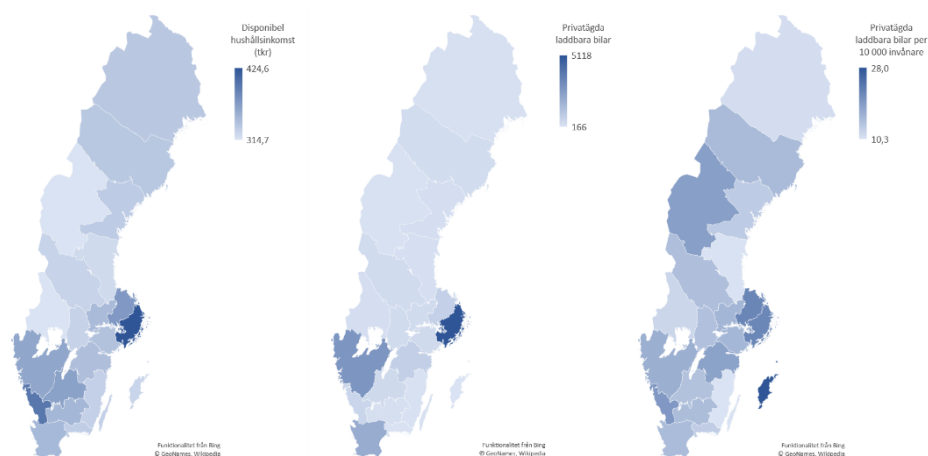 Disponibel
hushållsinkomst
(tkr)
424,6
314,7
Funktionalitet från Bing
© GeoNames, Wikipedia
Privatägda
laddbara bilar
5118
166
Funktionalitet från Bing
© GeoNames, Wikipedia
Privatägda
laddbara bilar per
10 000 invånare
28,0
10,3
Funktionalitet från Bing
© GeoNames, Wikipedia